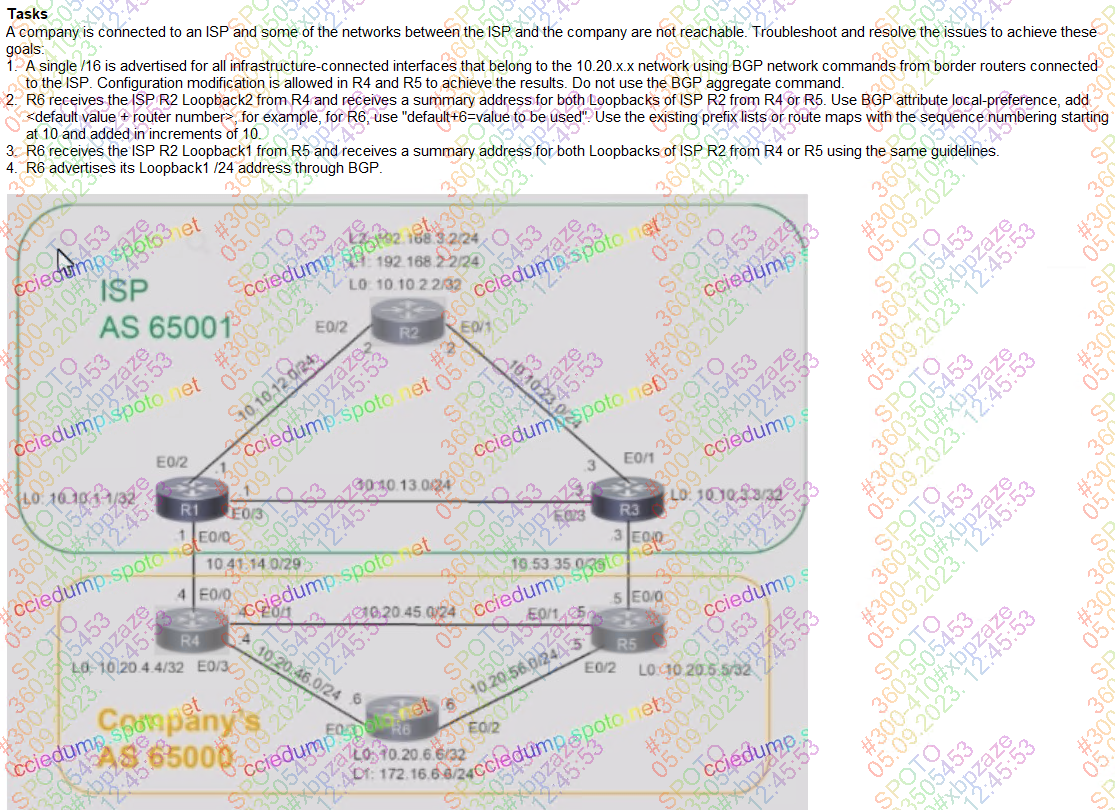 Tasks
A company is connected to an ISP and some of the networks between the ISP and the company are not reachable. Troubleshoot and resolve the issues to achieve these
goals:
1. A single /16 is advertised for all infrastructure-connected interfaces that belong to the 10.20.x.x network using BGP network commands from border routers connected
to the ISP. Configuration modification is allowed in R4 and R5 to achieve the results. Do not use the BGP aggregate command.
2. R6 receives the ISP R2 Loopback2 from R4 and receives a summary address for both Loopbacks of ISP R2 from R4 or R5. Use BGP attribute local-preference, add
<default value + router number>, for example, for R6, use "default+6=value to be used". Use the existing prefix lists or route maps with the sequence numbering starting
at 10 and added in increments of 10.
3. R6 receives the ISP R2 Loopback1 from R5 and receives a summary address for both Loopbacks of ISP R2 from R4 or R5 using the same guidelines.
4. R6 advertises its Loopback1 /24 address through BGP.
L2: 192.168.3.2/24
L1: 192.168.2.2/24
L0: 10.10.2.2/32
ISP
AS 65001
E0/2
R2
E0/1
.2
.2
10.10.12.0/24
10.10.23.0/24
E0/2
.1
.3
E0/1
L0: 10.10.1.1/32
R1
.1
10.10.13.0/24
.3
R3
L0: 10.10.3.3/32
E0/3
E0/3
.1
E0/0
.3
E0/0
10.41.14.0/29
10.53.35.0/29
.4
E0/0
.5
E0/0
R4
.4
E0/1
10.20.45.0/24
E0/1
.5
R5
L0: 10.20.4.4/32
E0/3
.4
10.20.46.0/24
10.20.56.0/24
.5
E0/2
L0: 10.20.5.5/32
.6
.6
Company's
AS 65000
R6
E0/2
L0: 10.20.6.6/32
L1: 172.16.6.6/24
cciedump.spoto.net
SPOTO
#300-410#xbpzaze
05.09.2023.
12:45:53